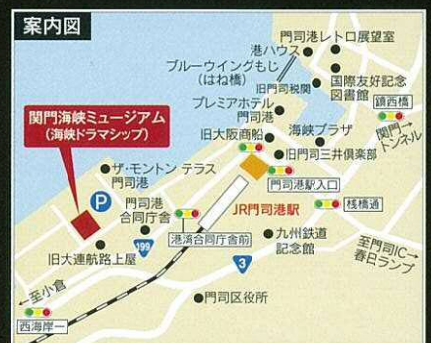 案内図
門司港レトロ展望室
港ハウス
ブルーウイングもじ
(はね橋)
旧門司税関
国際友好記念
図書館
プレミアホテル
門司港
鎮西橋
関門海峡ミュージアム
(海峡ドラマシップ)
旧大阪商船
海峡プラザ
関門
トンネル
旧門司三井倶楽部
ザ・モントン テラス
門司港
門司港駅入口
P
門司港
合同庁舎
JR門司港駅
桟橋通
港湾合同庁舎前
199
九州鉄道
記念館
旧大連航路上屋
3
至門司IC
春日ランプ
至小倉
西海岸一
門司区役所